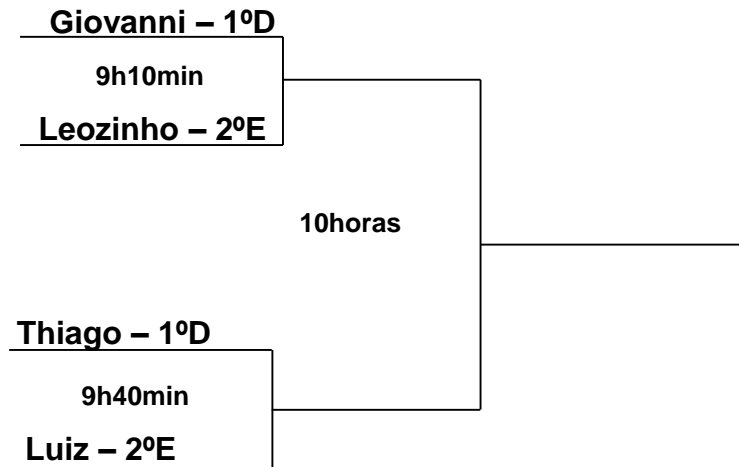 Giovanni – 1ºD
9h10min
Leozinho – 2ºE
10horas
Thiago – 1ºD
9h40min
Luiz – 2ºE